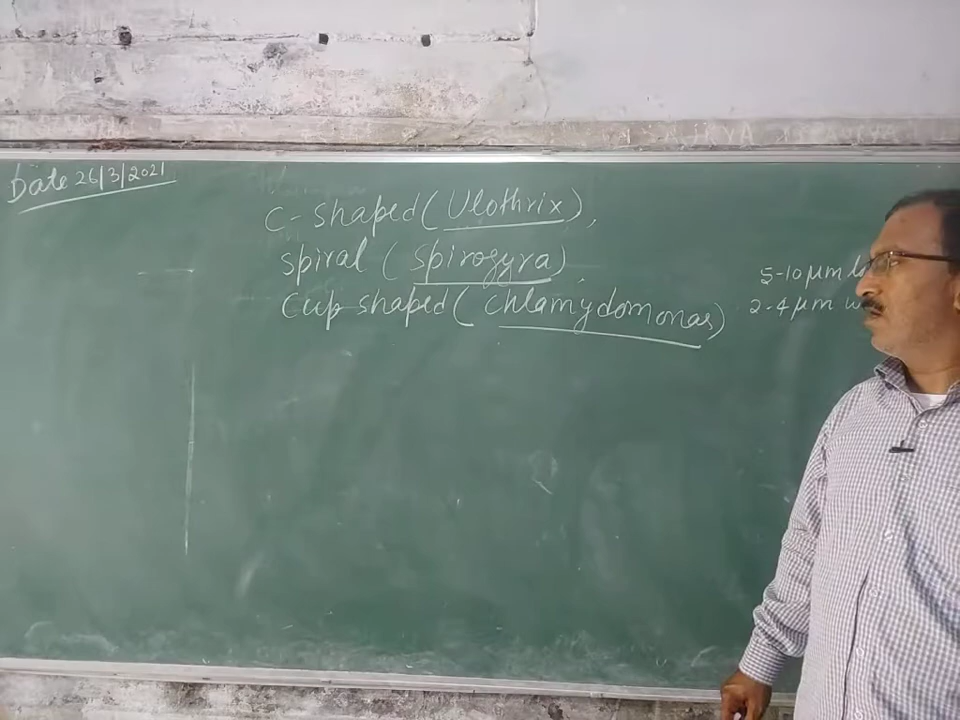 Date 26/3/2021
C-shaped (Ulothrix),
Spiral (Spirogyra),
Cup shaped (Chlamydomonas)
5-10 μm
2-4 μm